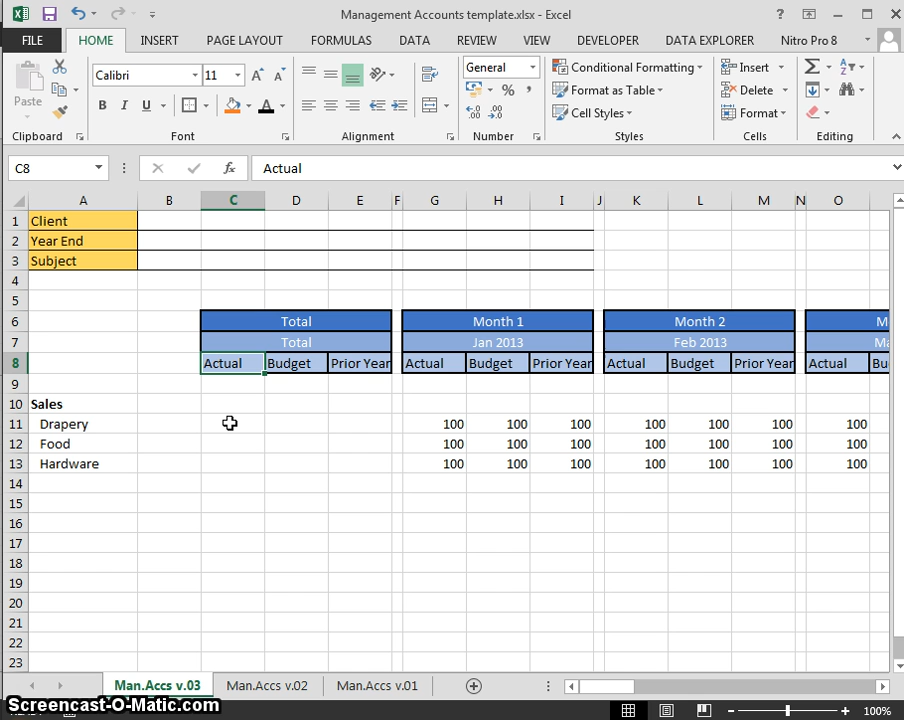 Management Accounts template.xlsx - Excel
FILE HOME INSERT PAGE LAYOUT FORMULAS DATA REVIEW VIEW DEVELOPER DATA EXPLORER Nitro Pro 8
Paste Calibri 11 General Conditional Formatting Insert
Format as Table Delete
Cell Styles Format
Clipboard Font Alignment Number Styles Cells Editing
C8 fx Actual
A B C D E F G H I J K L M N O
1 Client
2 Year End
3 Subject
4
5
6 Total Month 1 Month 2 M
7 Total Jan 2013 Feb 2013 Ma
8 Actual Budget Prior Year Actual Budget Prior Year Actual Budget Prior Year Actual Bu
9
10 Sales
11 Drapery 100 100 100 100 100 100 100
12 Food 100 100 100 100 100 100 100
13 Hardware 100 100 100 100 100 100 100
14
15
16
17
18
19
20
21
22
23
Man.Accs v.03 Man.Accs v.02 Man.Accs v.01
Screencast-O-Matic.com 100%